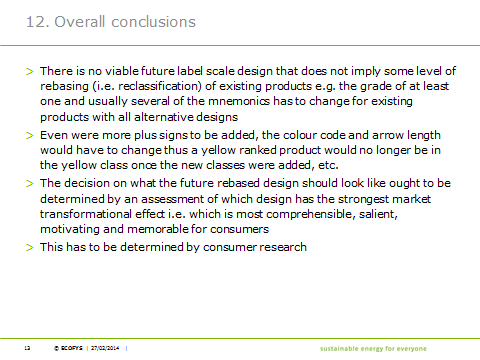 12. Overall conclusions
> There is no viable future label scale design that does not imply some level of
rebasing (i.e. reclassification) of existing products e.g. the grade of at least
one and usually several of the mnemonics has to change for existing
products with all alternative designs
> Even were more plus signs to be added, the colour code and arrow length
would have to change thus a yellow ranked product would no longer be in
the yellow class once the new classes were added, etc.
> The decision on what the future rebased design should look like ought to be
determined by an assessment of which design has the strongest market
transformational effect i.e. which is most comprehensible, salient,
motivating and memorable for consumers
> This has to be determined by consumer research
13 © ECOFYS | 27/02/2014 |
sustainable energy for everyone